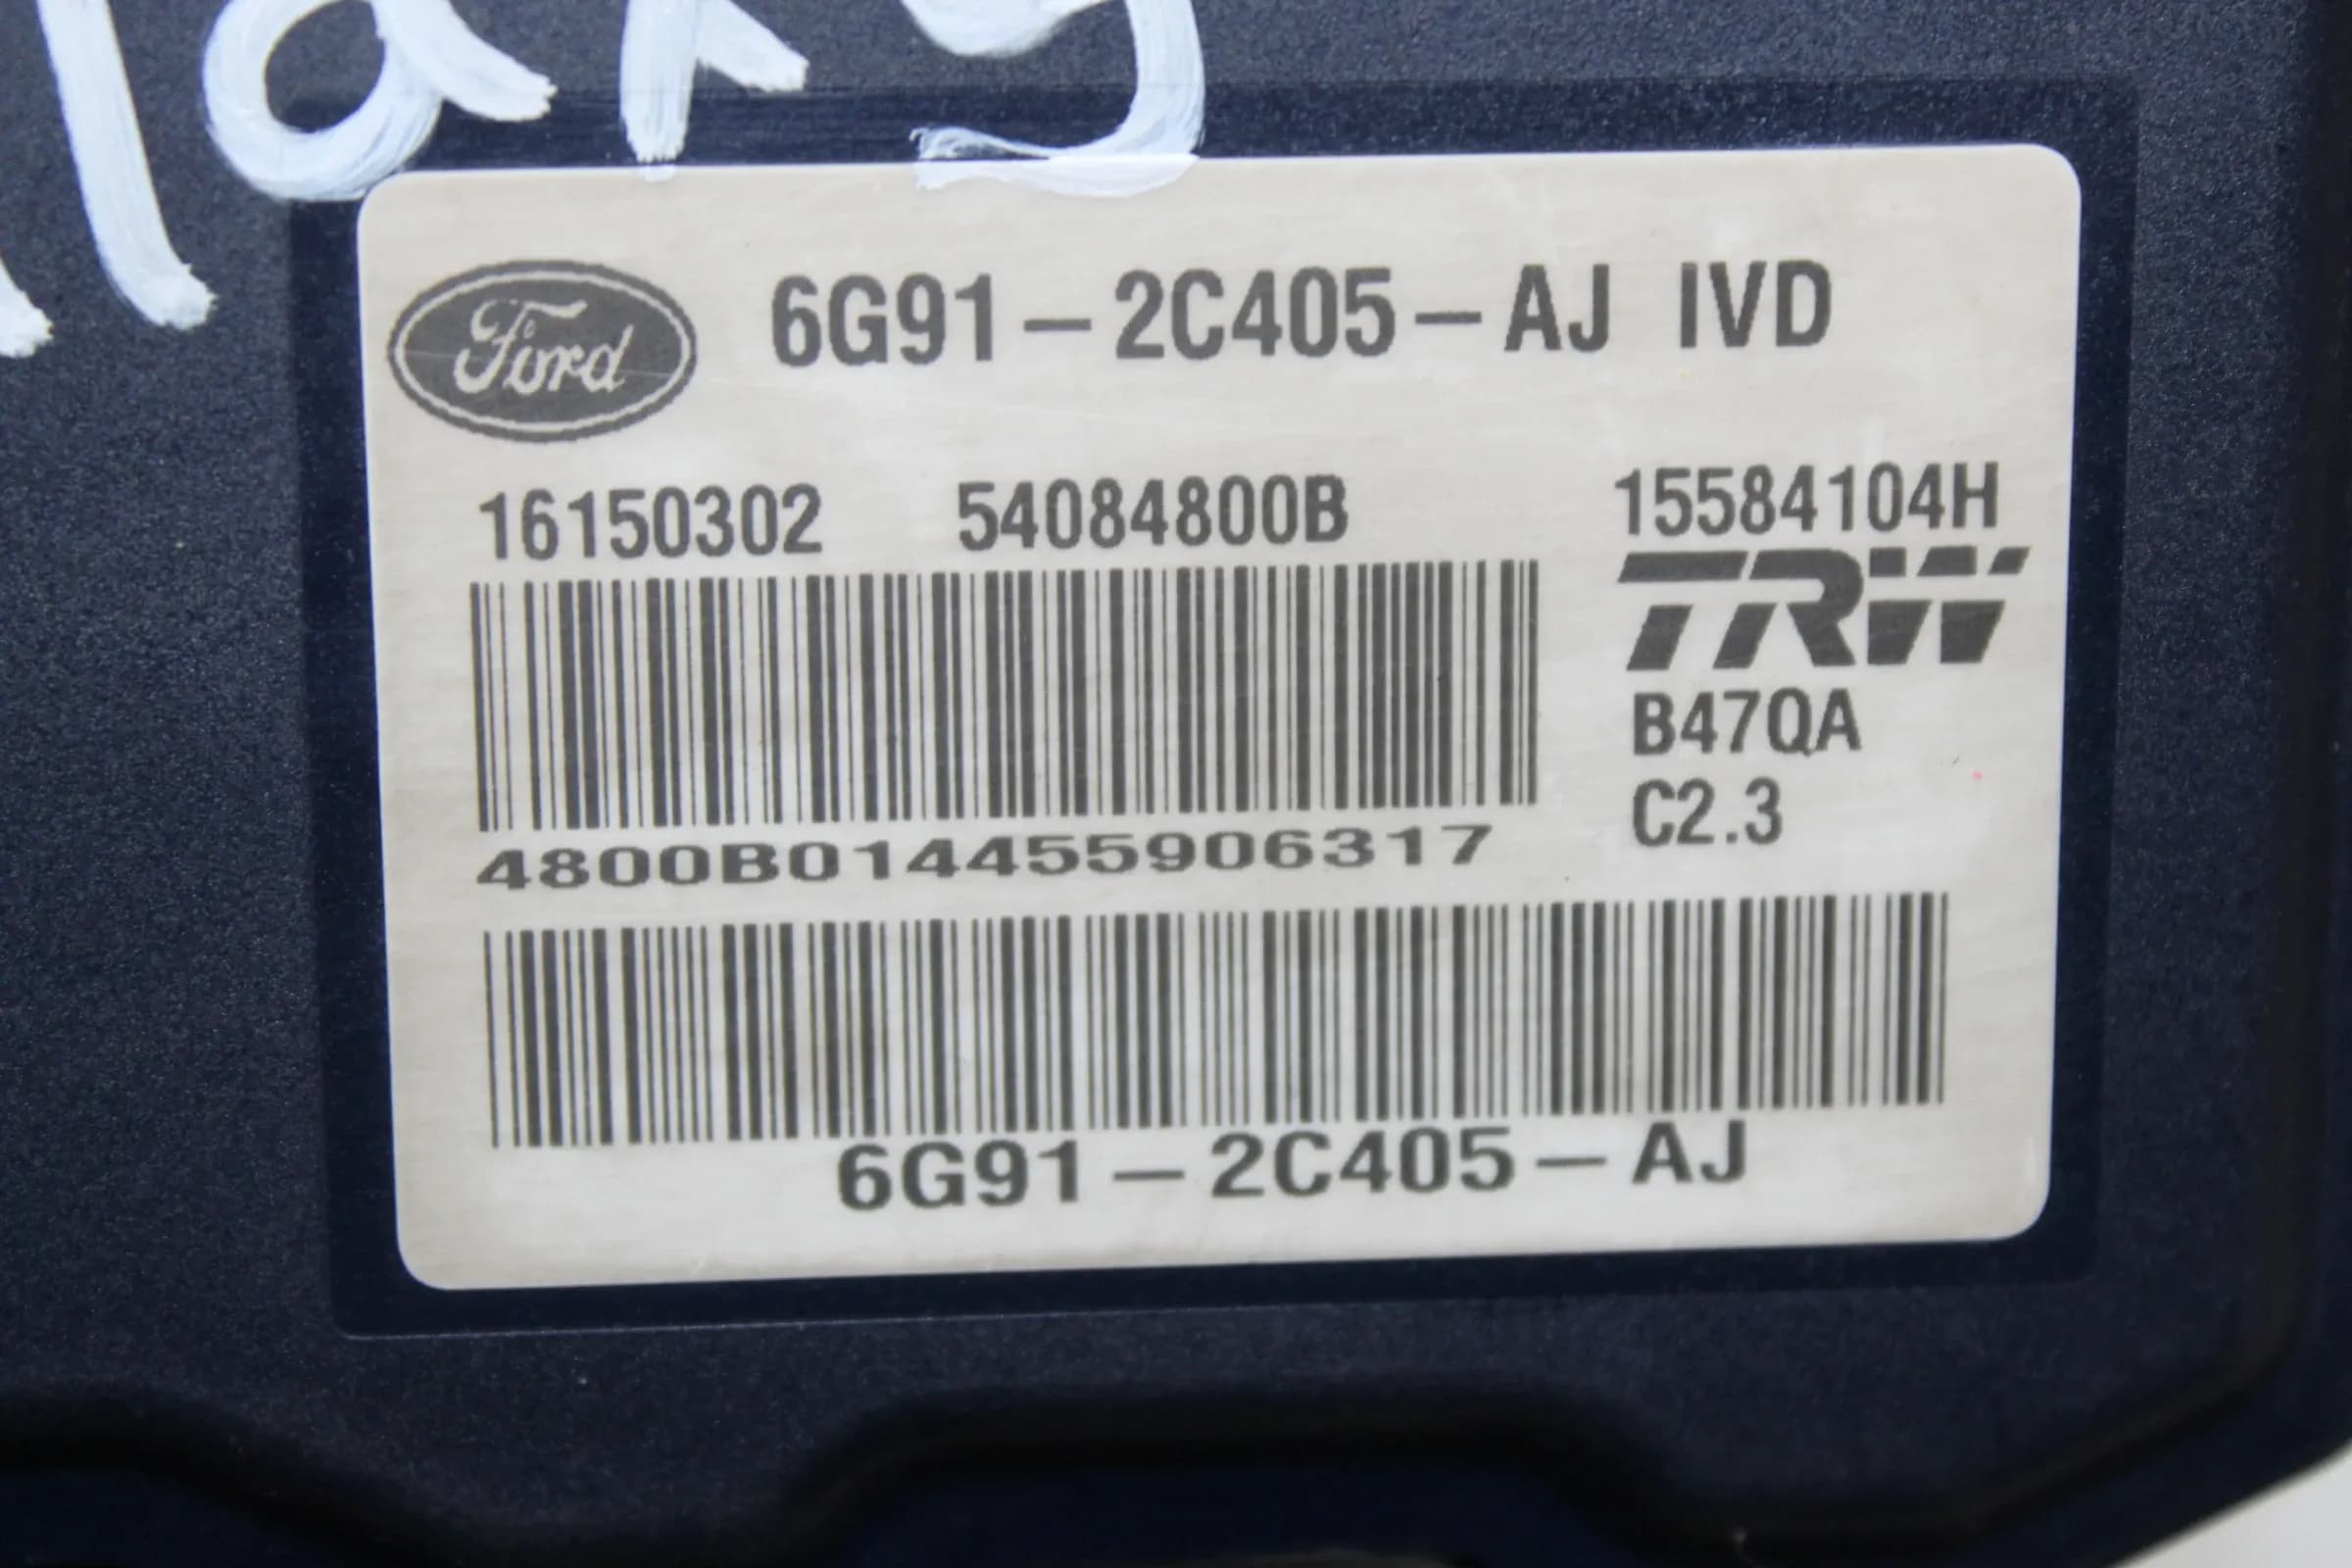 Ford 6G91-2C405-AJ IVD
16150302 54084800B 15584104H
TRW
B47QA
C2.3
4800B014455906317
6G91-2C405-AJ